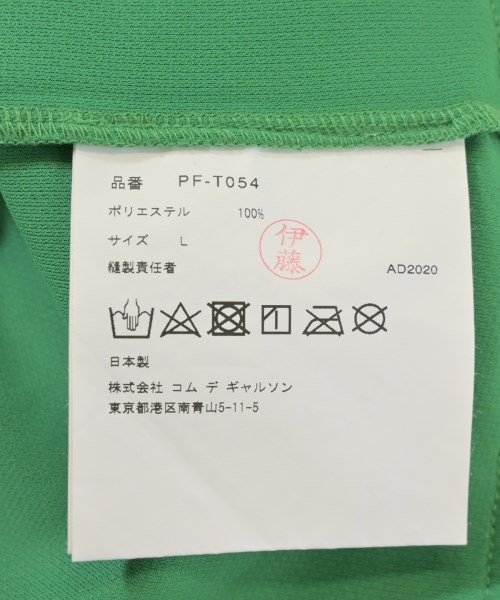 品番 PF-T054
ポリエステル 100%
サイズ L
伊藤
縫製責任者
AD2020
日本製
株式会社 コム デ ギャルソン
東京都港区南青山5-11-5